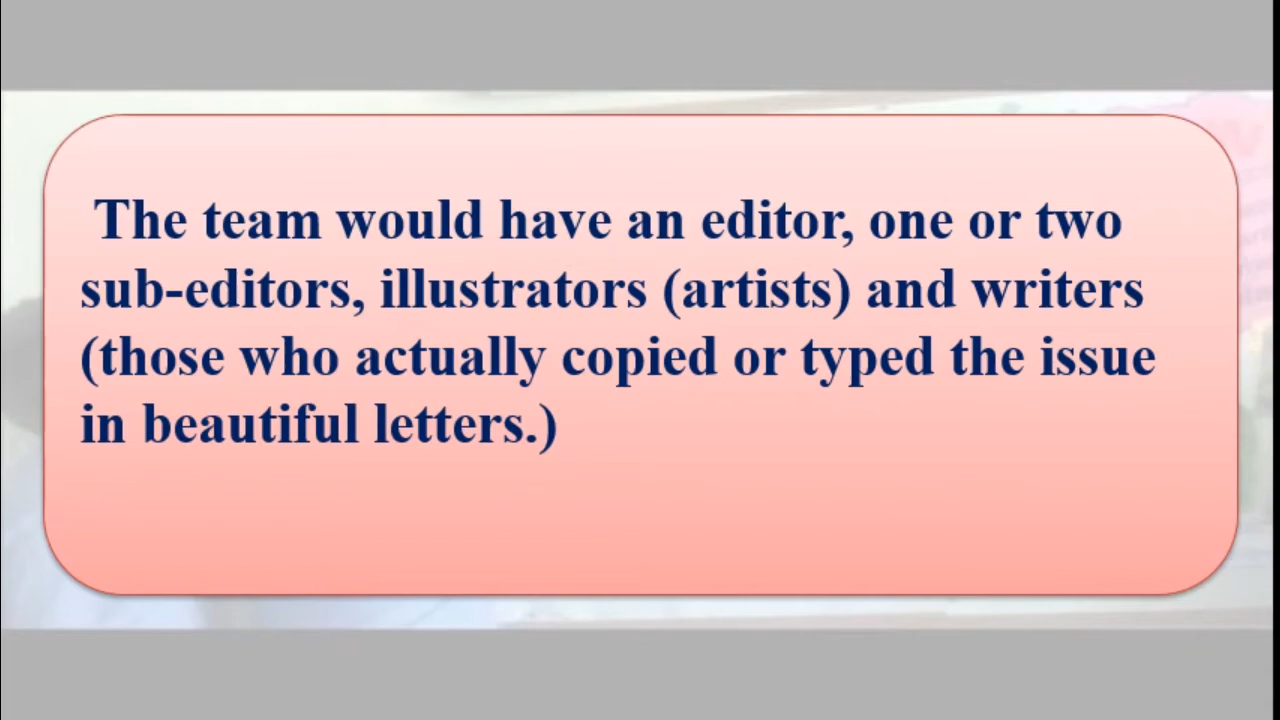 The team would have an editor, one or two
sub-editors, illustrators (artists) and writers
(those who actually copied or typed the issue
in beautiful letters.)